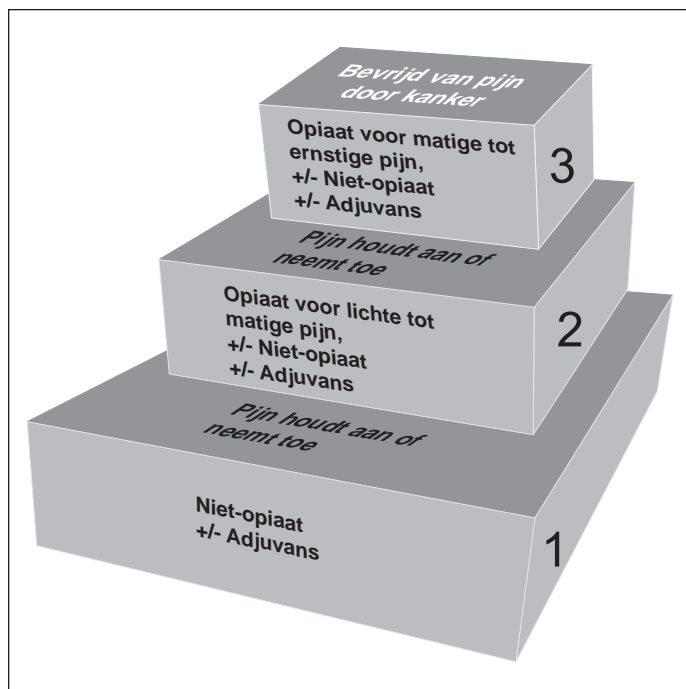 Bevrijd van pijn
door kanker
Opiaat voor matige tot
ernstige pijn,
+/- Niet-opiaat
+/- Adjuvans
3
Pijn houdt aan of
neemt toe
Opiaat voor lichte tot
matige pijn,
+/- Niet-opiaat
+/- Adjuvans
2
Pijn houdt aan of
neemt toe
Niet-opiaat
+/- Adjuvans
1